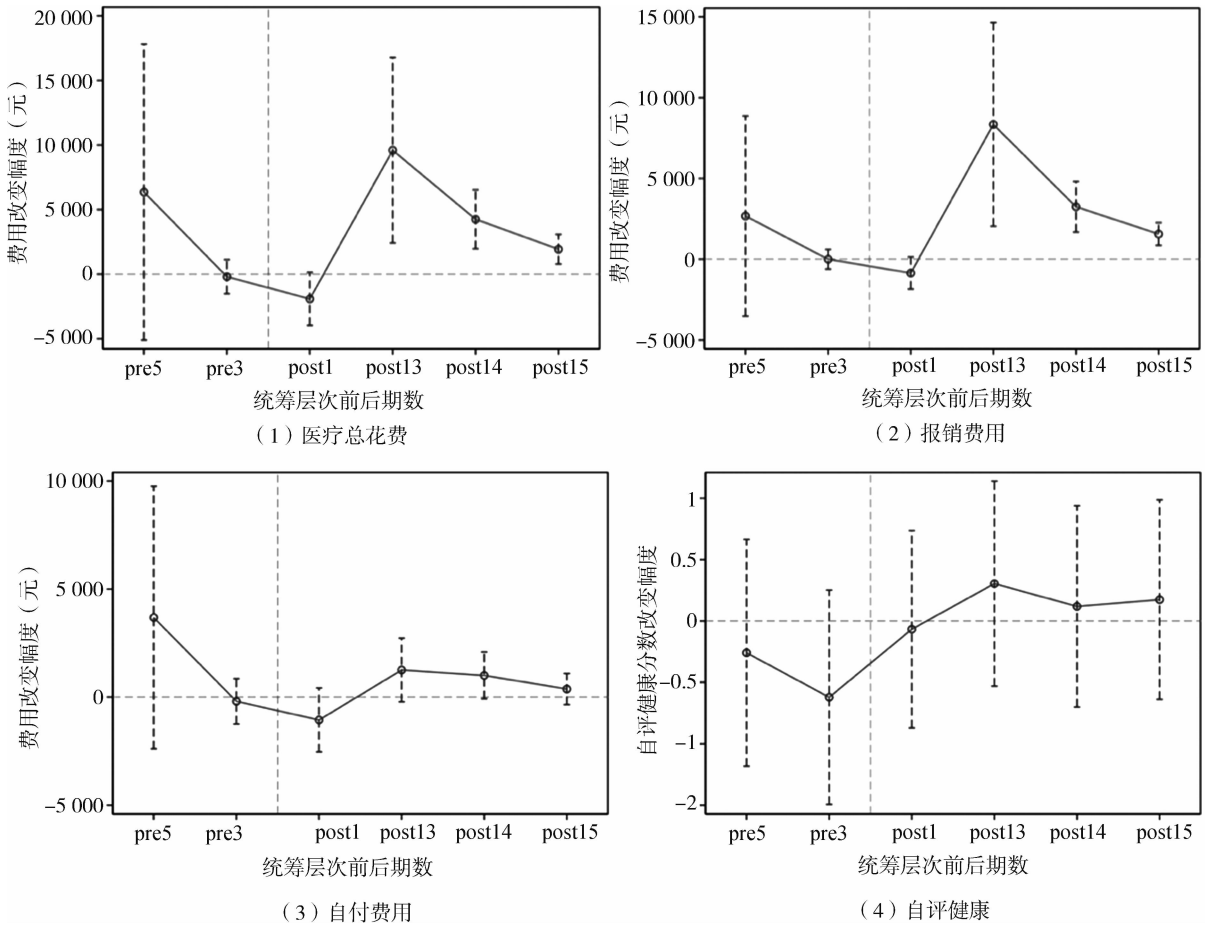 费用改变幅度（元）
20 000
15 000
10 000
5 000
0
−5 000
pre5 pre3 post1 post13 post14 post15
统筹层次前后期数
（1）医疗总花费
费用改变幅度（元）
15 000
10 000
5 000
0
−5 000
pre5 pre3 post1 post13 post14 post15
统筹层次前后期数
（2）报销费用
费用改变幅度（元）
10 000
5 000
0
−5 000
pre5 pre3 post1 post13 post14 post15
统筹层次前后期数
（3）自付费用
自评健康分数改变幅度
1
0.5
0
−0.5
−1
−2
pre5 pre3 post1 post13 post14 post15
统筹层次前后期数
（4）自评健康